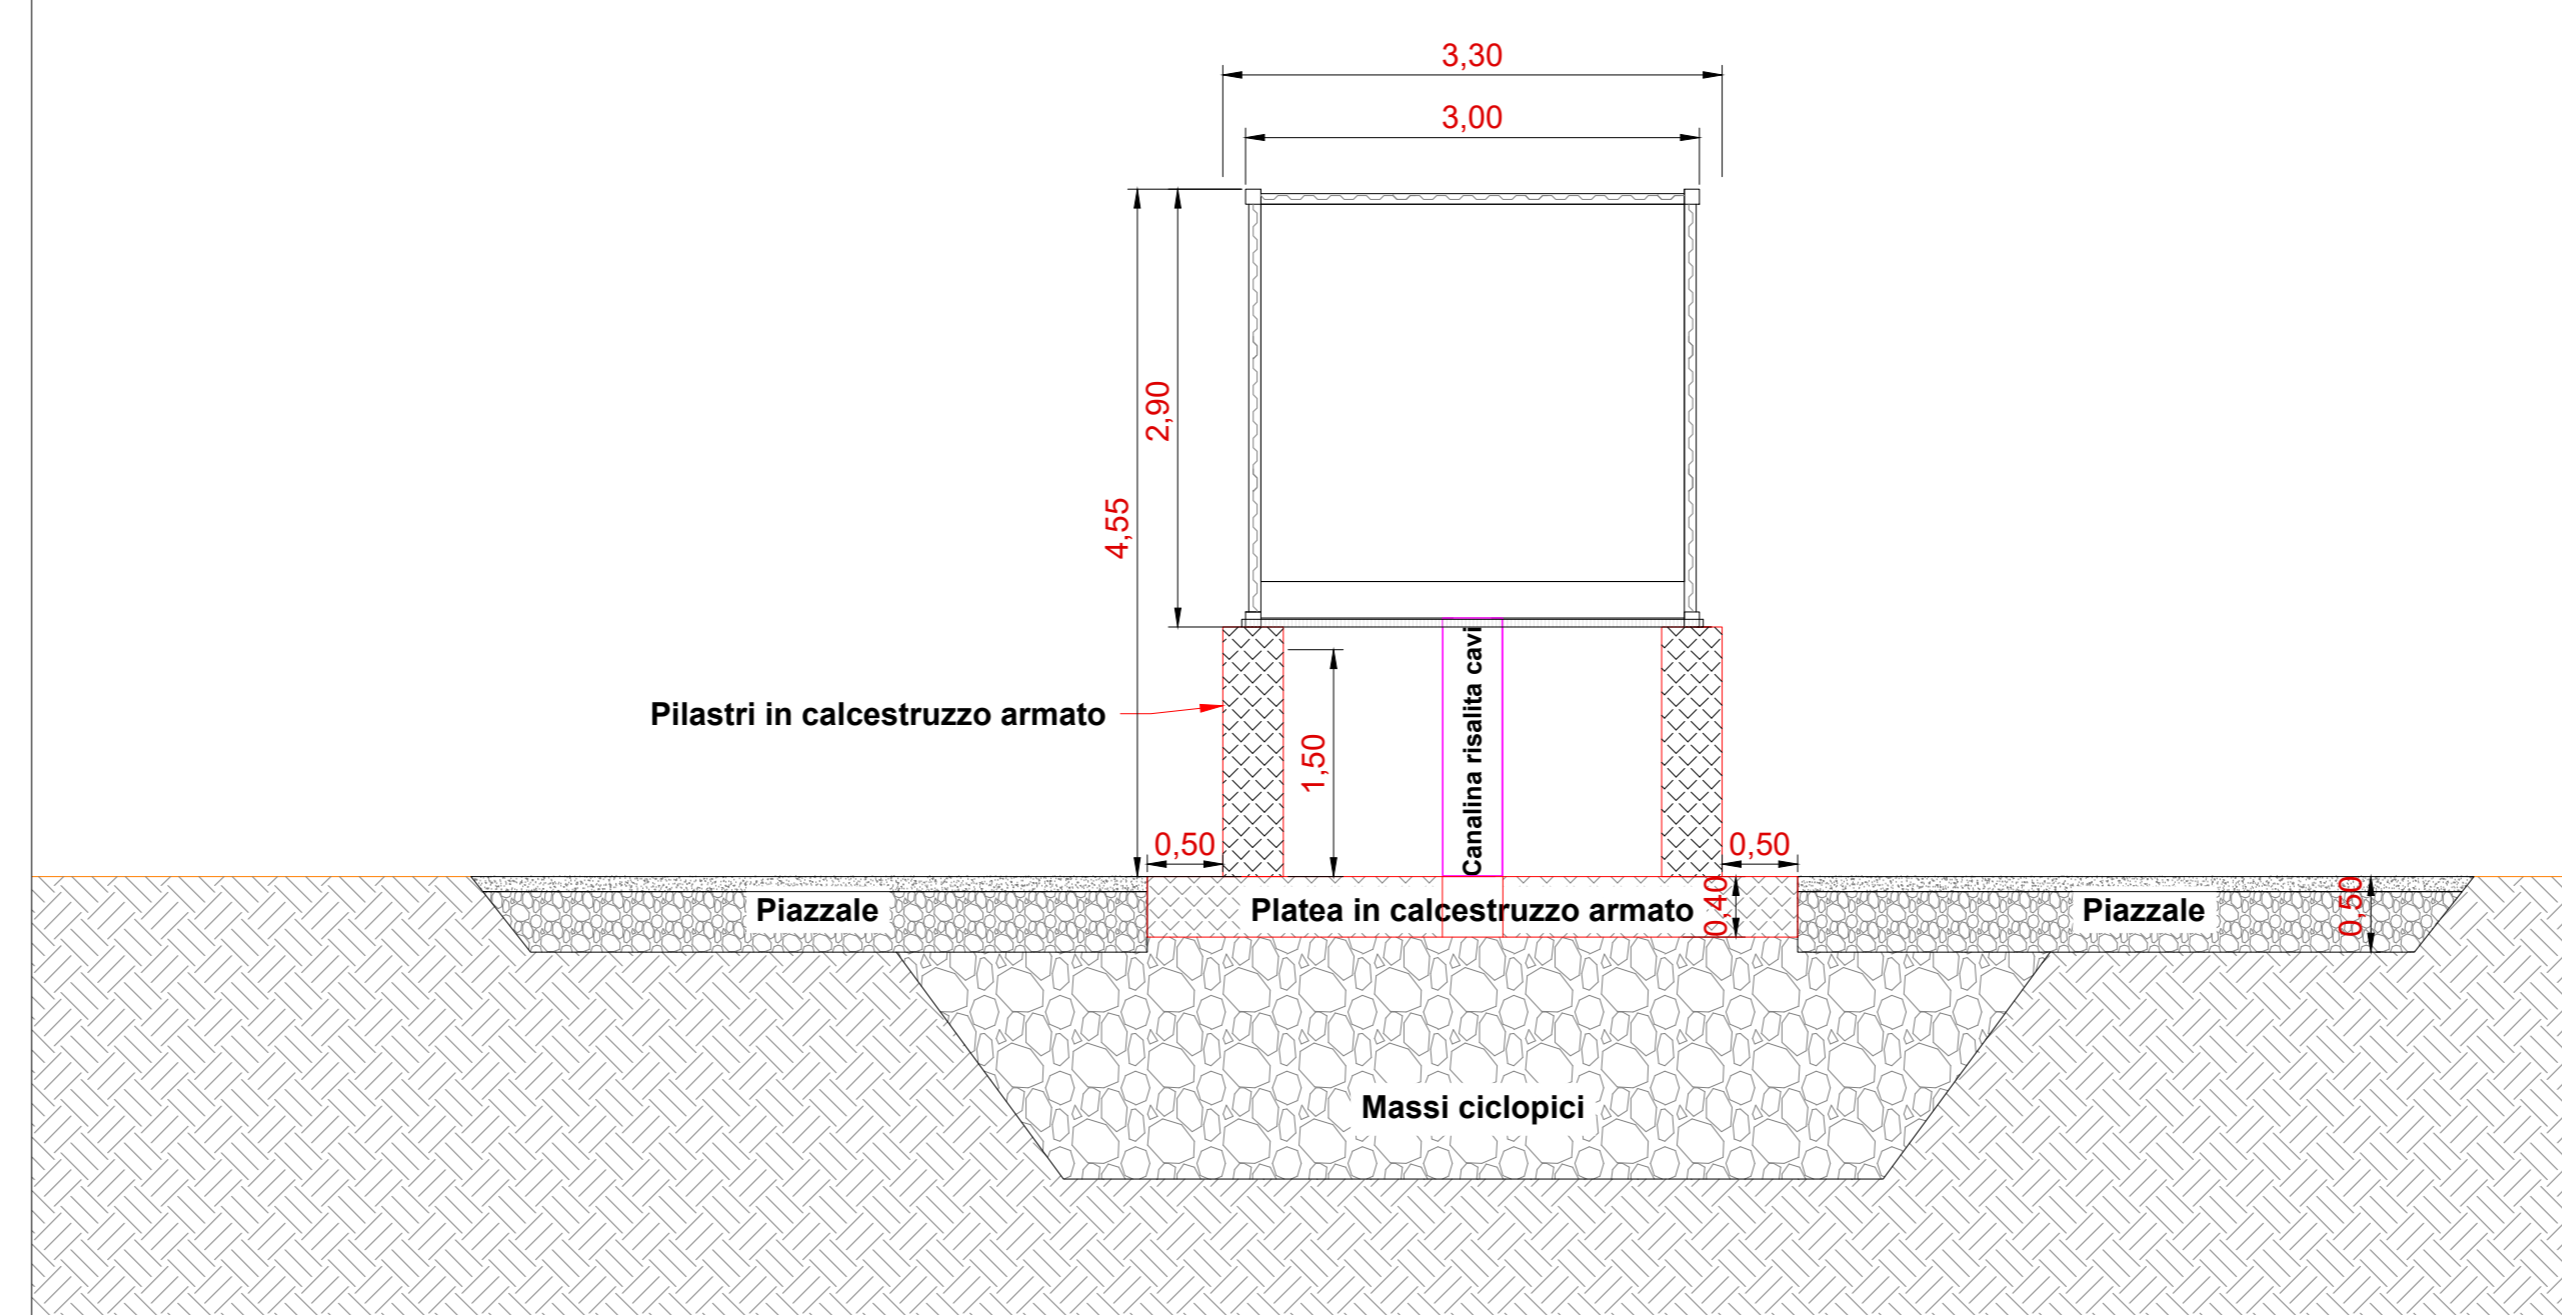 3,30
3,00
2,90
4,55
Pilastri in calcestruzzo armato
1,50
Canalina risalita cavi
0,50
0,50
Piazzale
Platea in calcestruzzo armato
0,40
Piazzale
0,50
Massi ciclopici